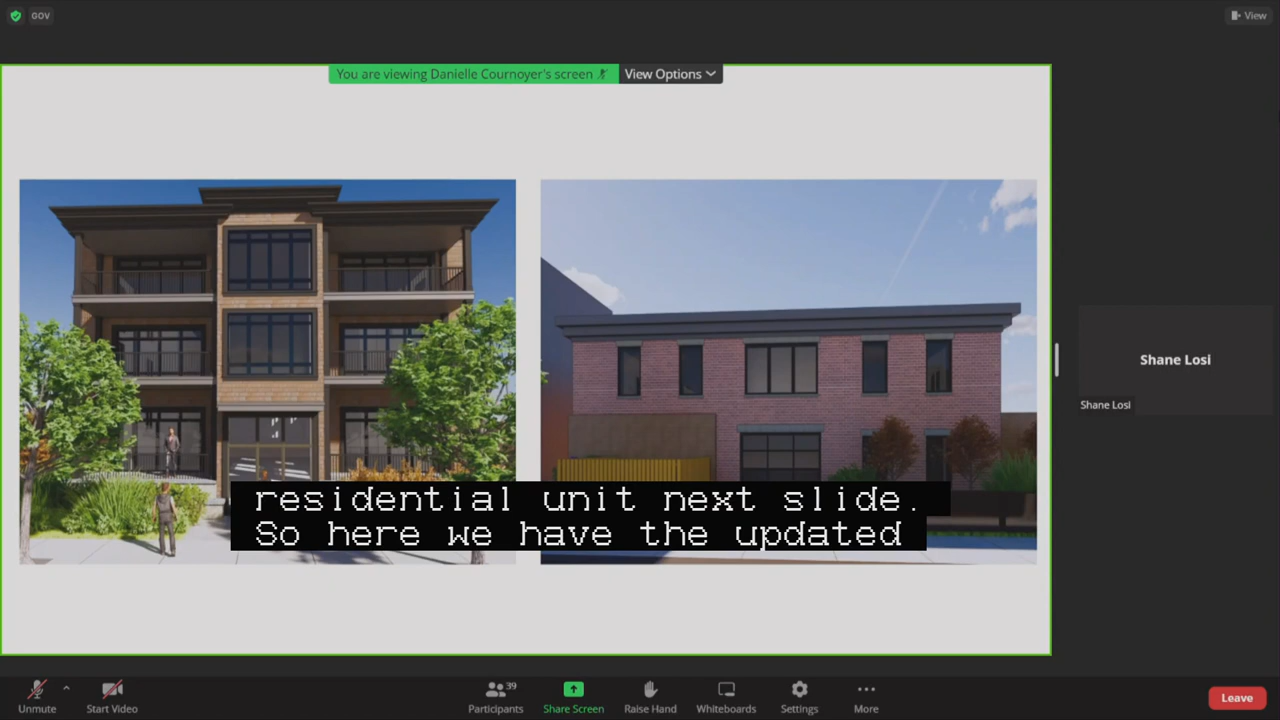 GOV
View
You are viewing Danielle Cournoyer's screen
View Options
Shane Losi
Shane Losi
residential unit next slide.
So here we have the updated
Unmute
Start Video
Participants
39
Share Screen
Raise Hand
Whiteboards
Settings
More
Leave